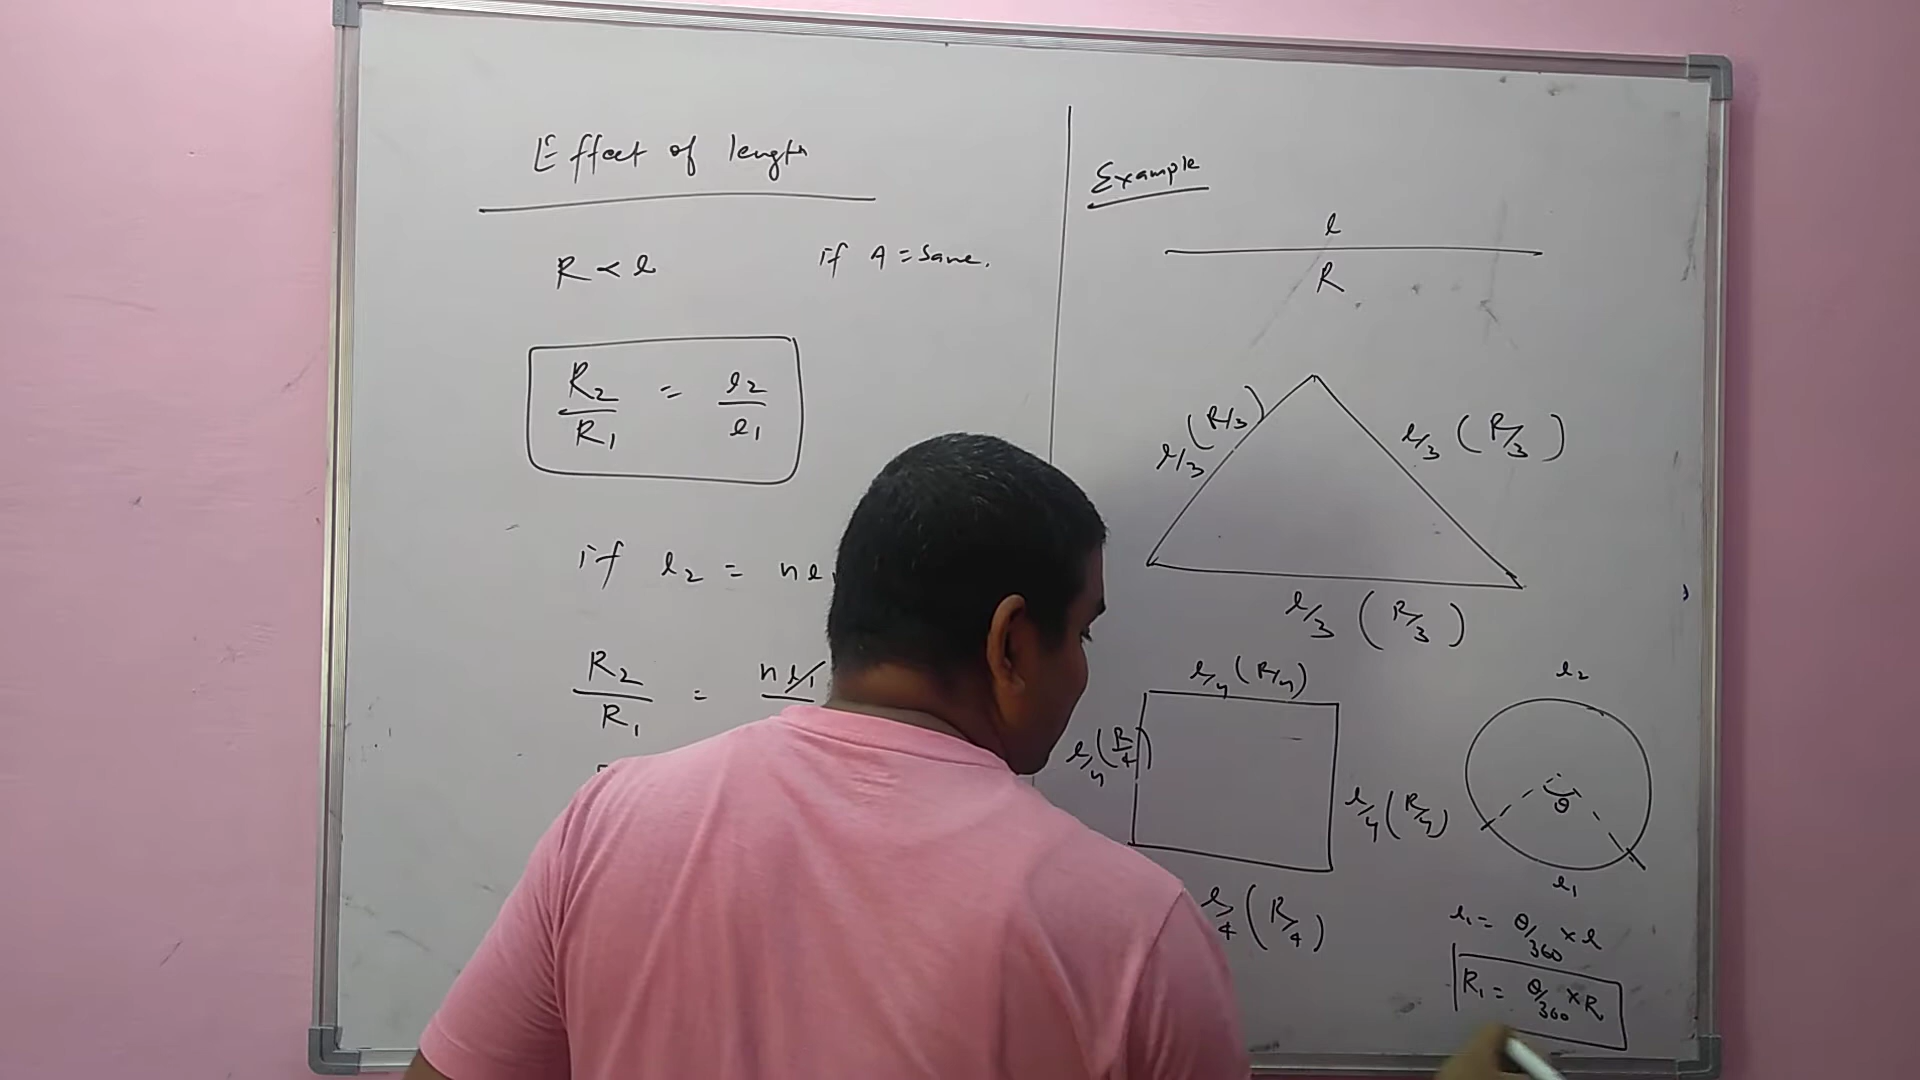 Effect of length
R ∝ l if A = Same.
R2/R1 = l2/l1
if l2 = nl
R2/R1 = nl1
Example
l
R
l/3 (R/3)
l/3 (R/3)
l/3 (R/3)
l/4 (R/4)
l/4 (R/4)
l/4 (R/4)
l/4 (R/4)
l2
θ
l1
l1 = θ/360 × l
R1 = θ/360 × R